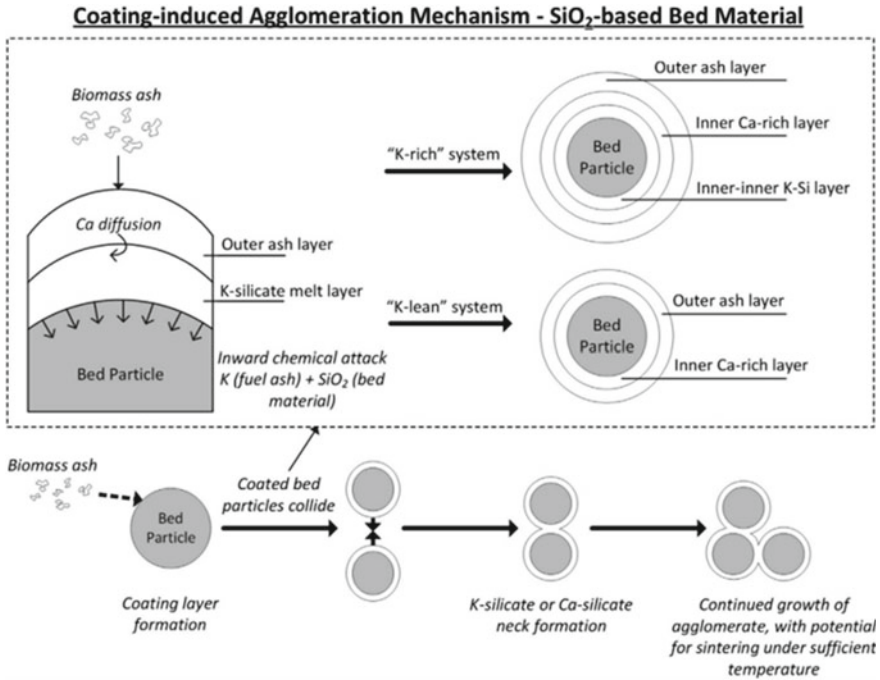 Coating-induced Agglomeration Mechanism - SiO₂-based Bed Material
Biomass ash
Ca diffusion
Outer ash layer
K-silicate melt layer
Bed Particle
Inward chemical attack
K (fuel ash) + SiO₂ (bed
material)
"K-rich" system
Bed
Particle
Outer ash layer
Inner Ca-rich layer
Inner-inner K-Si layer
"K-lean" system
Bed
Particle
Outer ash layer
Inner Ca-rich layer
Biomass ash
Bed
Particle
Coating layer
formation
Coated bed
particles collide
K-silicate or Ca-silicate
neck formation
Continued growth of
agglomerate, with potential
for sintering under sufficient
temperature